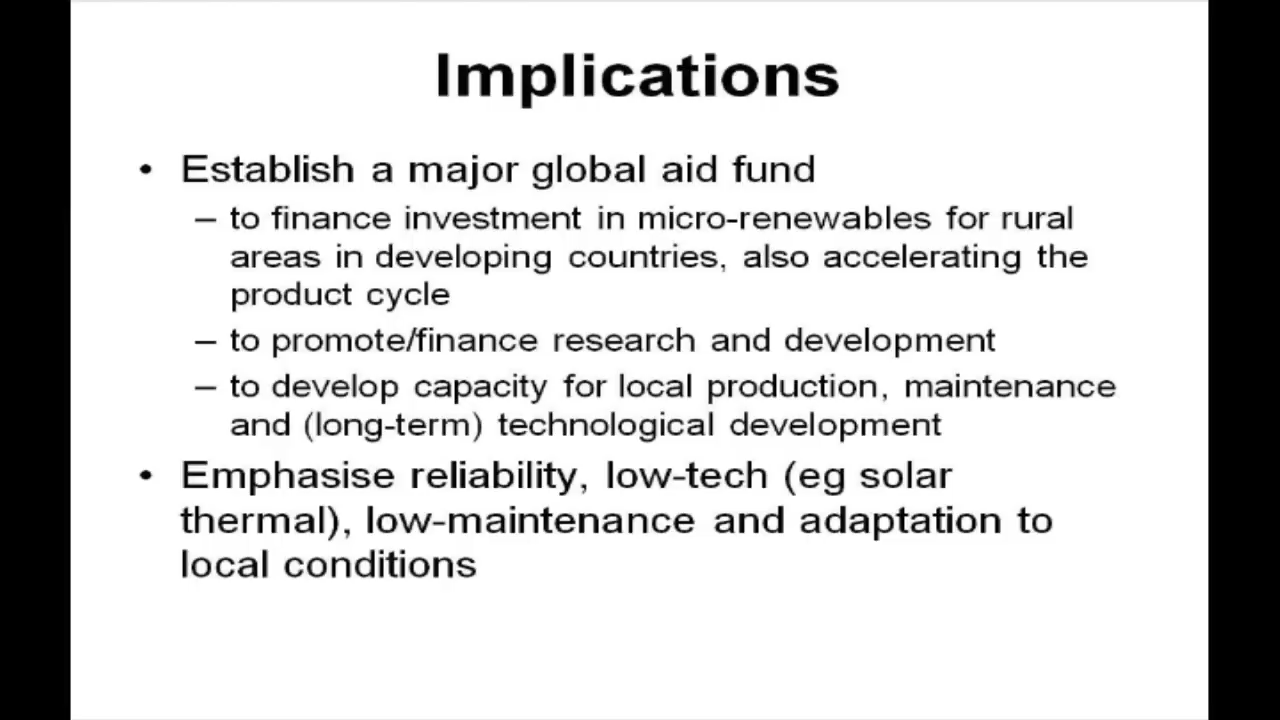 Implications
• Establish a major global aid fund
– to finance investment in micro-renewables for rural
areas in developing countries, also accelerating the
product cycle
– to promote/finance research and development
– to develop capacity for local production, maintenance
and (long-term) technological development
• Emphasise reliability, low-tech (eg solar
thermal), low-maintenance and adaptation to
local conditions